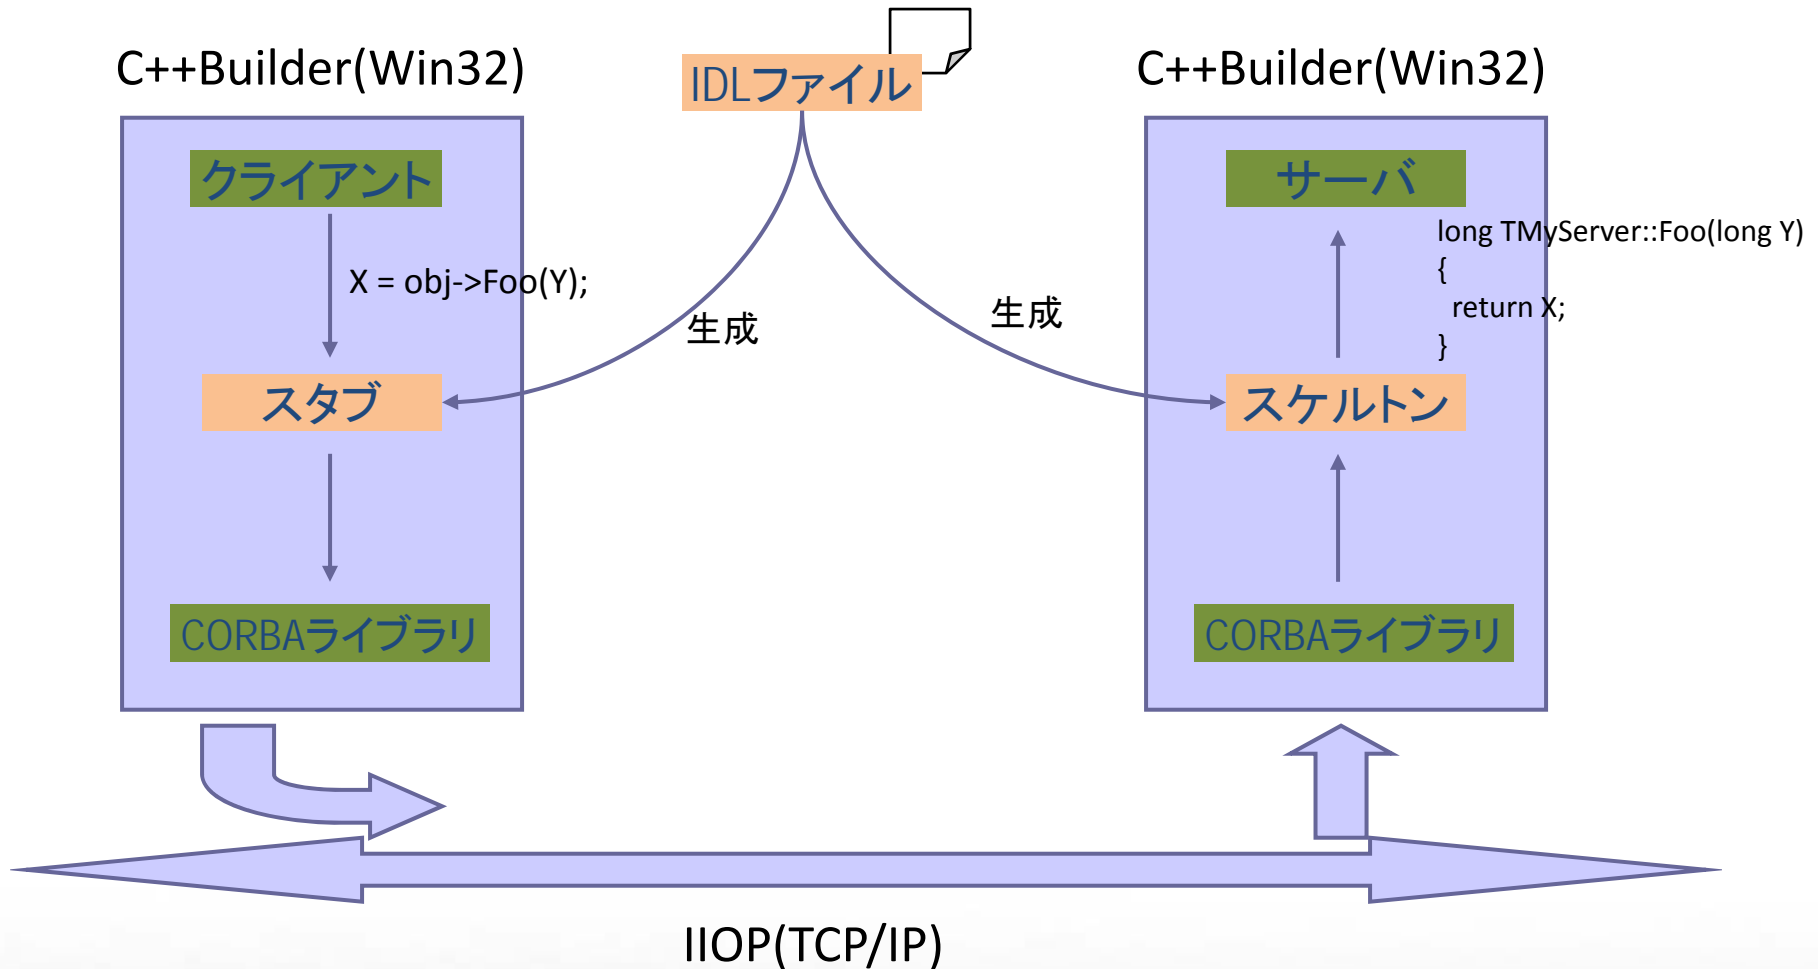 C++Builder(Win32)
IDLファイル
C++Builder(Win32)
クライアント
サーバ
X = obj->Foo(Y);
long TMyServer::Foo(long Y)
{
return X;
}
生成
生成
スタブ
スケルトン
CORBAライブラリ
CORBAライブラリ
IIOP(TCP/IP)